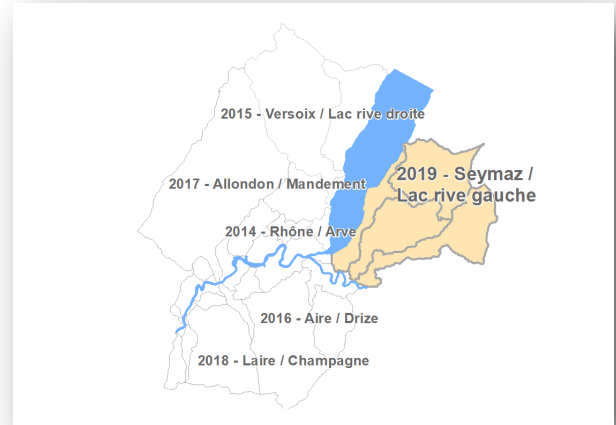 2015 - Versoix / Lac rive droite
2019 - Seymaz /
Lac rive gauche
2017 - Allondon / Mandement
2014 - Rhône / Arve
2016 - Aire / Drize
2018 - Laire / Champagne